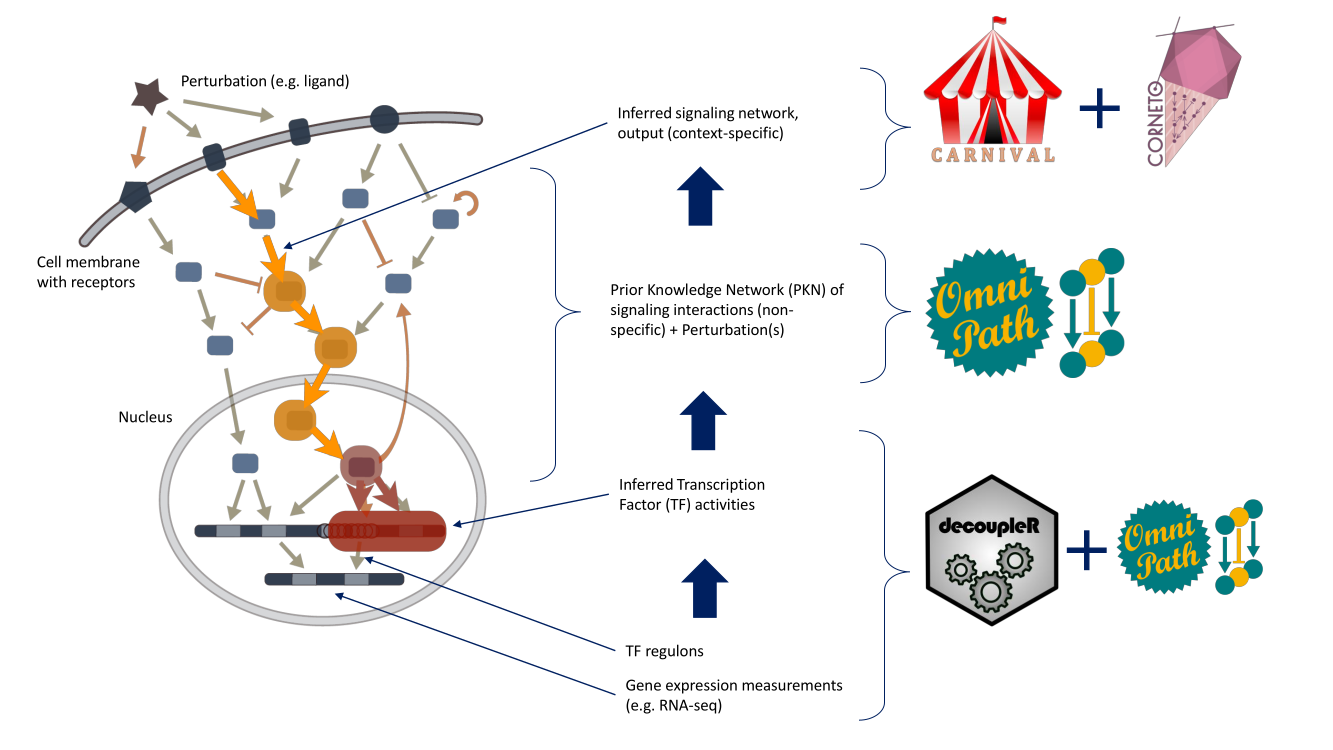 Perturbation (e.g. ligand)
Cell membrane
with receptors
Nucleus
Inferred signaling network,
output (context-specific)
Prior Knowledge Network (PKN) of
signaling interactions (non-
specific) + Perturbation(s)
Inferred Transcription
Factor (TF) activities
TF regulons
Gene expression measurements
(e.g. RNA-seq)
CARNIVAL
+
CORNETO
Omni
Path
decoupleR
+
Omni
Path